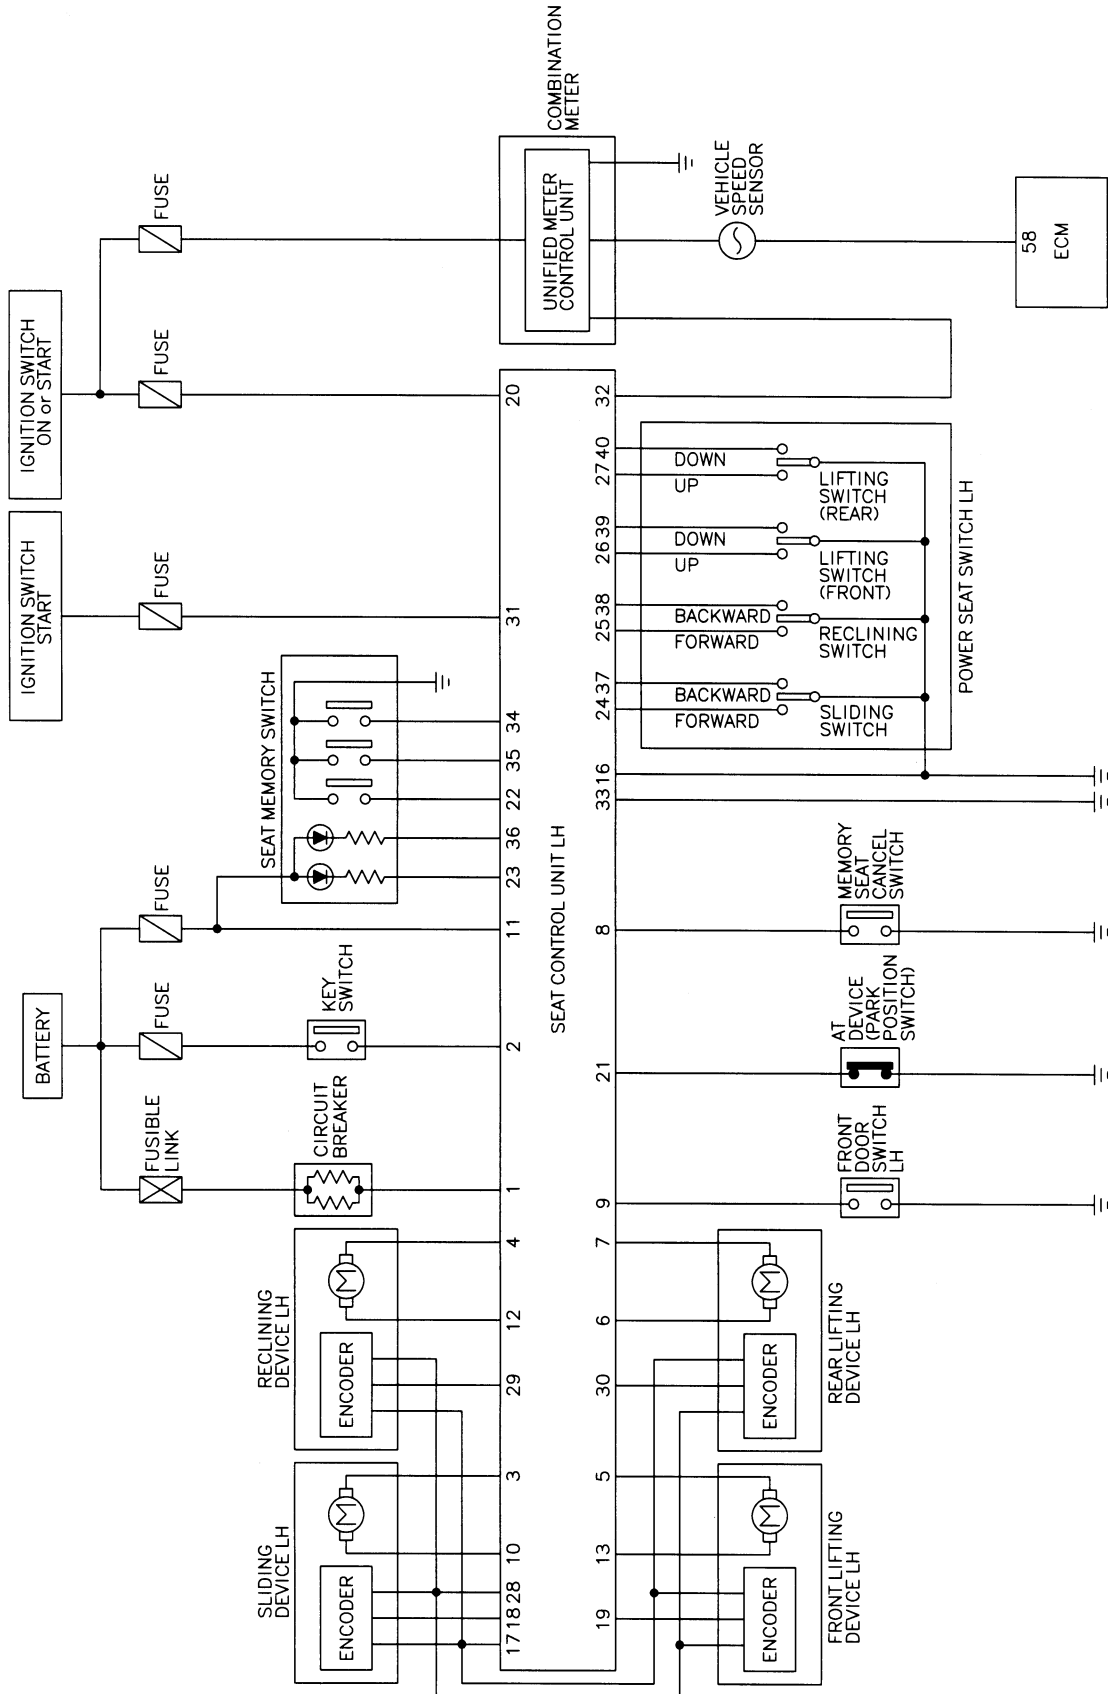 BATTERY
IGNITION SWITCH
START
IGNITION SWITCH
ON or START
FUSIBLE
LINK
FUSE
FUSE
FUSE
FUSE
FUSE
CIRCUIT
BREAKER
KEY
SWITCH
SEAT MEMORY SWITCH
SLIDING
DEVICE LH
ENCODER
M
RECLINING
DEVICE LH
ENCODER
M
COMBINATION
METER
UNIFIED METER
CONTROL UNIT
17
18
28
10
3
29
12
4
1
2
11
23
36
22
35
34
31
20
SEAT CONTROL UNIT LH
19
13
5
30
6
7
9
21
8
33
16
24
37
25
38
26
39
27
40
32
FORWARD
BACKWARD
SLIDING
SWITCH
FORWARD
BACKWARD
RECLINING
SWITCH
UP
DOWN
LIFTING
SWITCH
(FRONT)
UP
DOWN
LIFTING
SWITCH
(REAR)
POWER SEAT SWITCH LH
ENCODER
M
FRONT LIFTING
DEVICE LH
ENCODER
M
REAR LIFTING
DEVICE LH
FRONT
DOOR
SWITCH
LH
AT
DEVICE
(PARK
POSITION
SWITCH)
MEMORY
SEAT
CANCEL
SWITCH
VEHICLE
SPEED
SENSOR
58
ECM